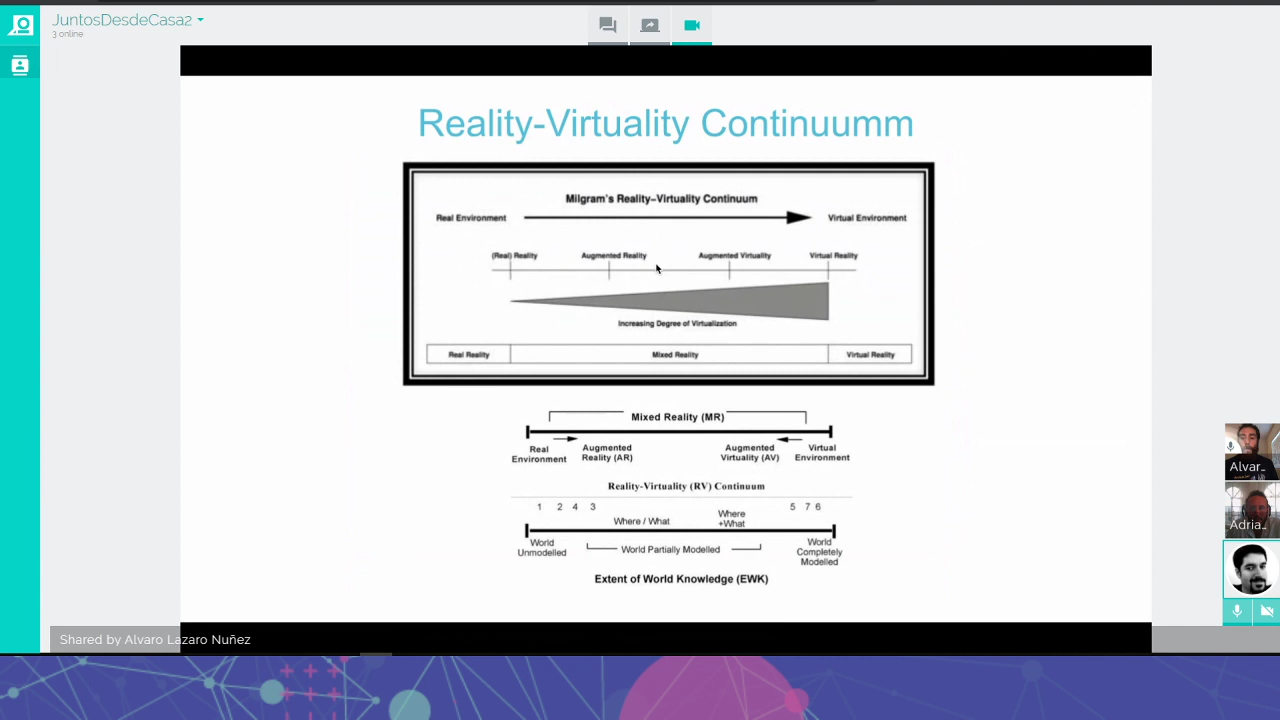 JuntosDesdeCasa2
3 online
Reality-Virtuality Continuumm
Milgram's Reality–Virtuality Continuum
Real Environment
Virtual Environment
(Real) Reality
Augmented Reality
Augmented Virtuality
Virtual Reality
Increasing Degree of Virtualization
Real Reality
Mixed Reality
Virtual Reality
Mixed Reality (MR)
Real
Environment
Augmented
Reality (AR)
Augmented
Virtuality (AV)
Virtual
Environment
Reality-Virtuality (RV) Continuum
1 2 4 3 5 7 6
Where / What
Where
+What
World
Unmodelled
World Partially Modelled
World
Completely
Modelled
Extent of World Knowledge (EWK)
Alvar...
Adria...
Shared by Alvaro Lazaro Nuñez